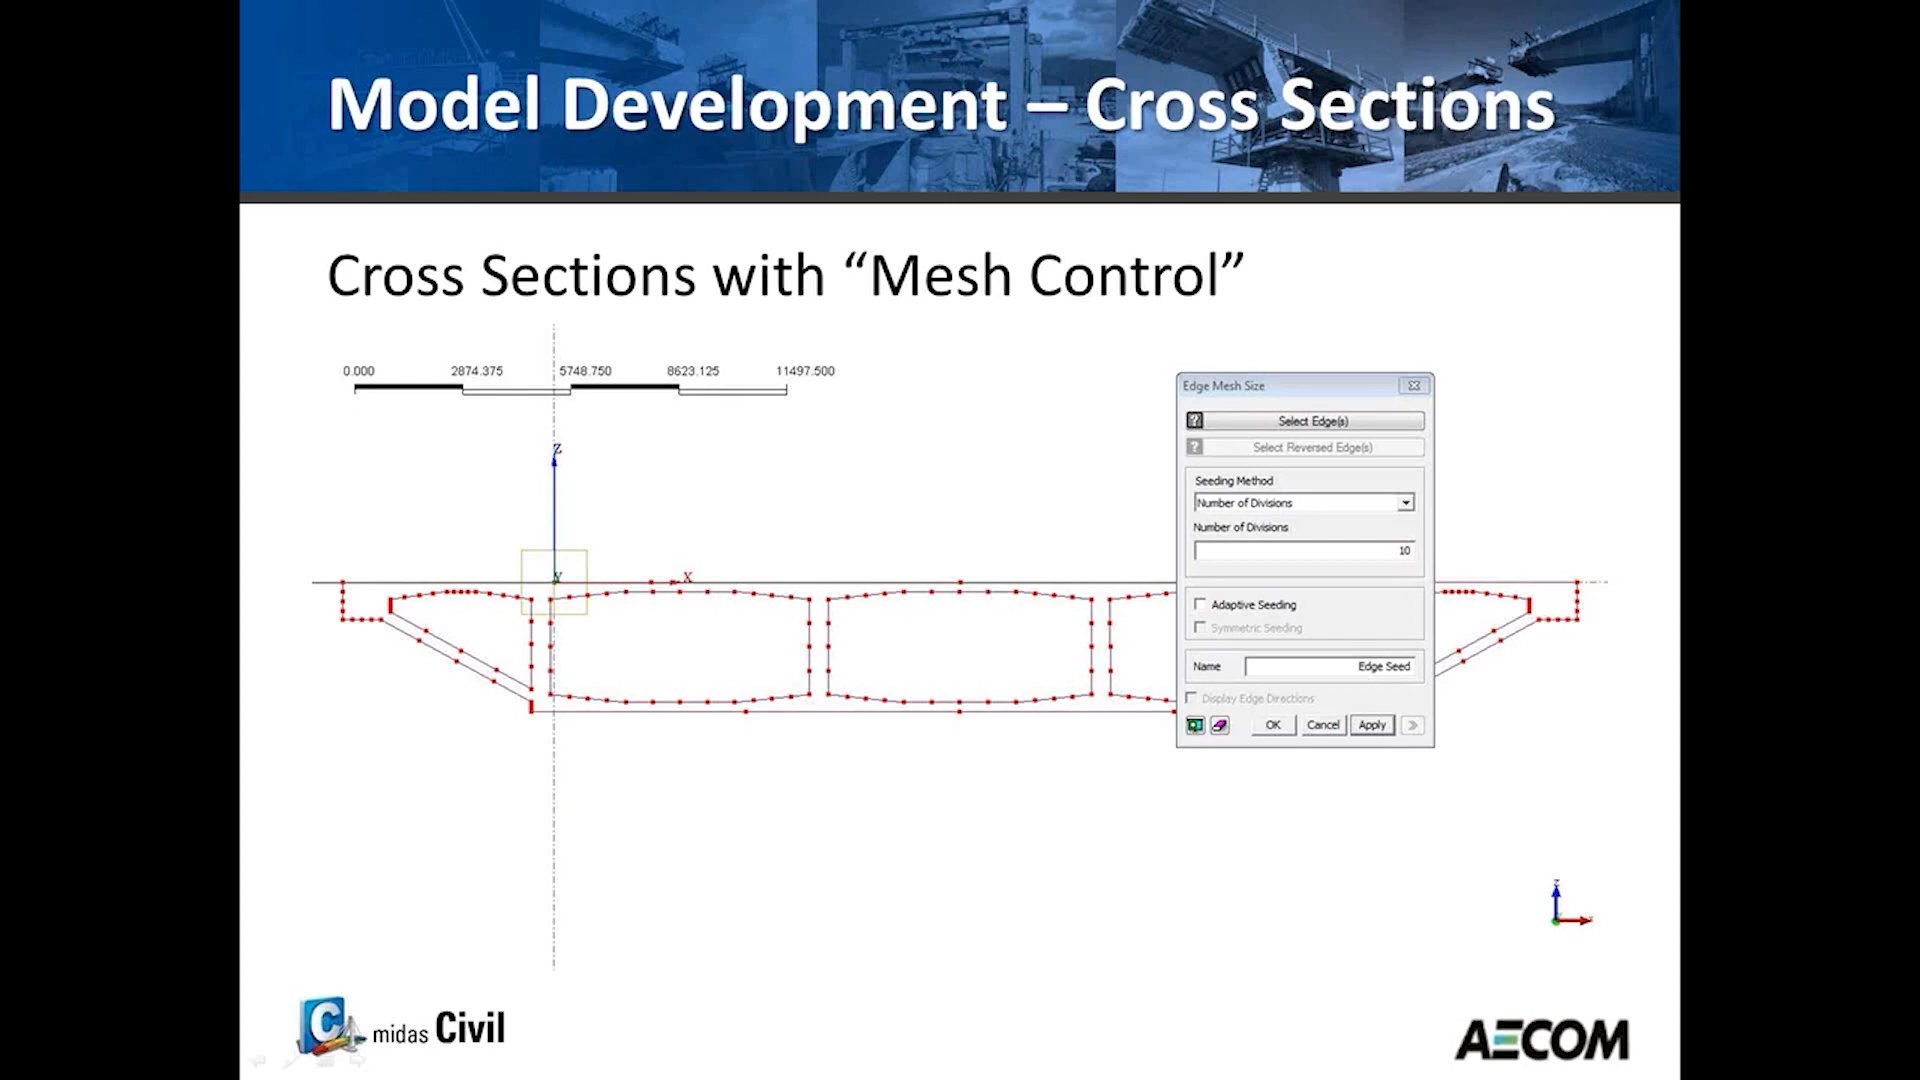 Model Development – Cross Sections
Cross Sections with “Mesh Control”
0.000 2874.375 5748.750 8623.125 11497.500
Edge Mesh Size
Select Edge(s)
Select Reversed Edge(s)
Seeding Method
Number of Divisions
Number of Divisions
10
Adaptive Seeding
Symmetric Seeding
Name Edge Seed
Display Edge Directions
OK Cancel Apply >>
Z
Y X
Z
C midas Civil
AECOM